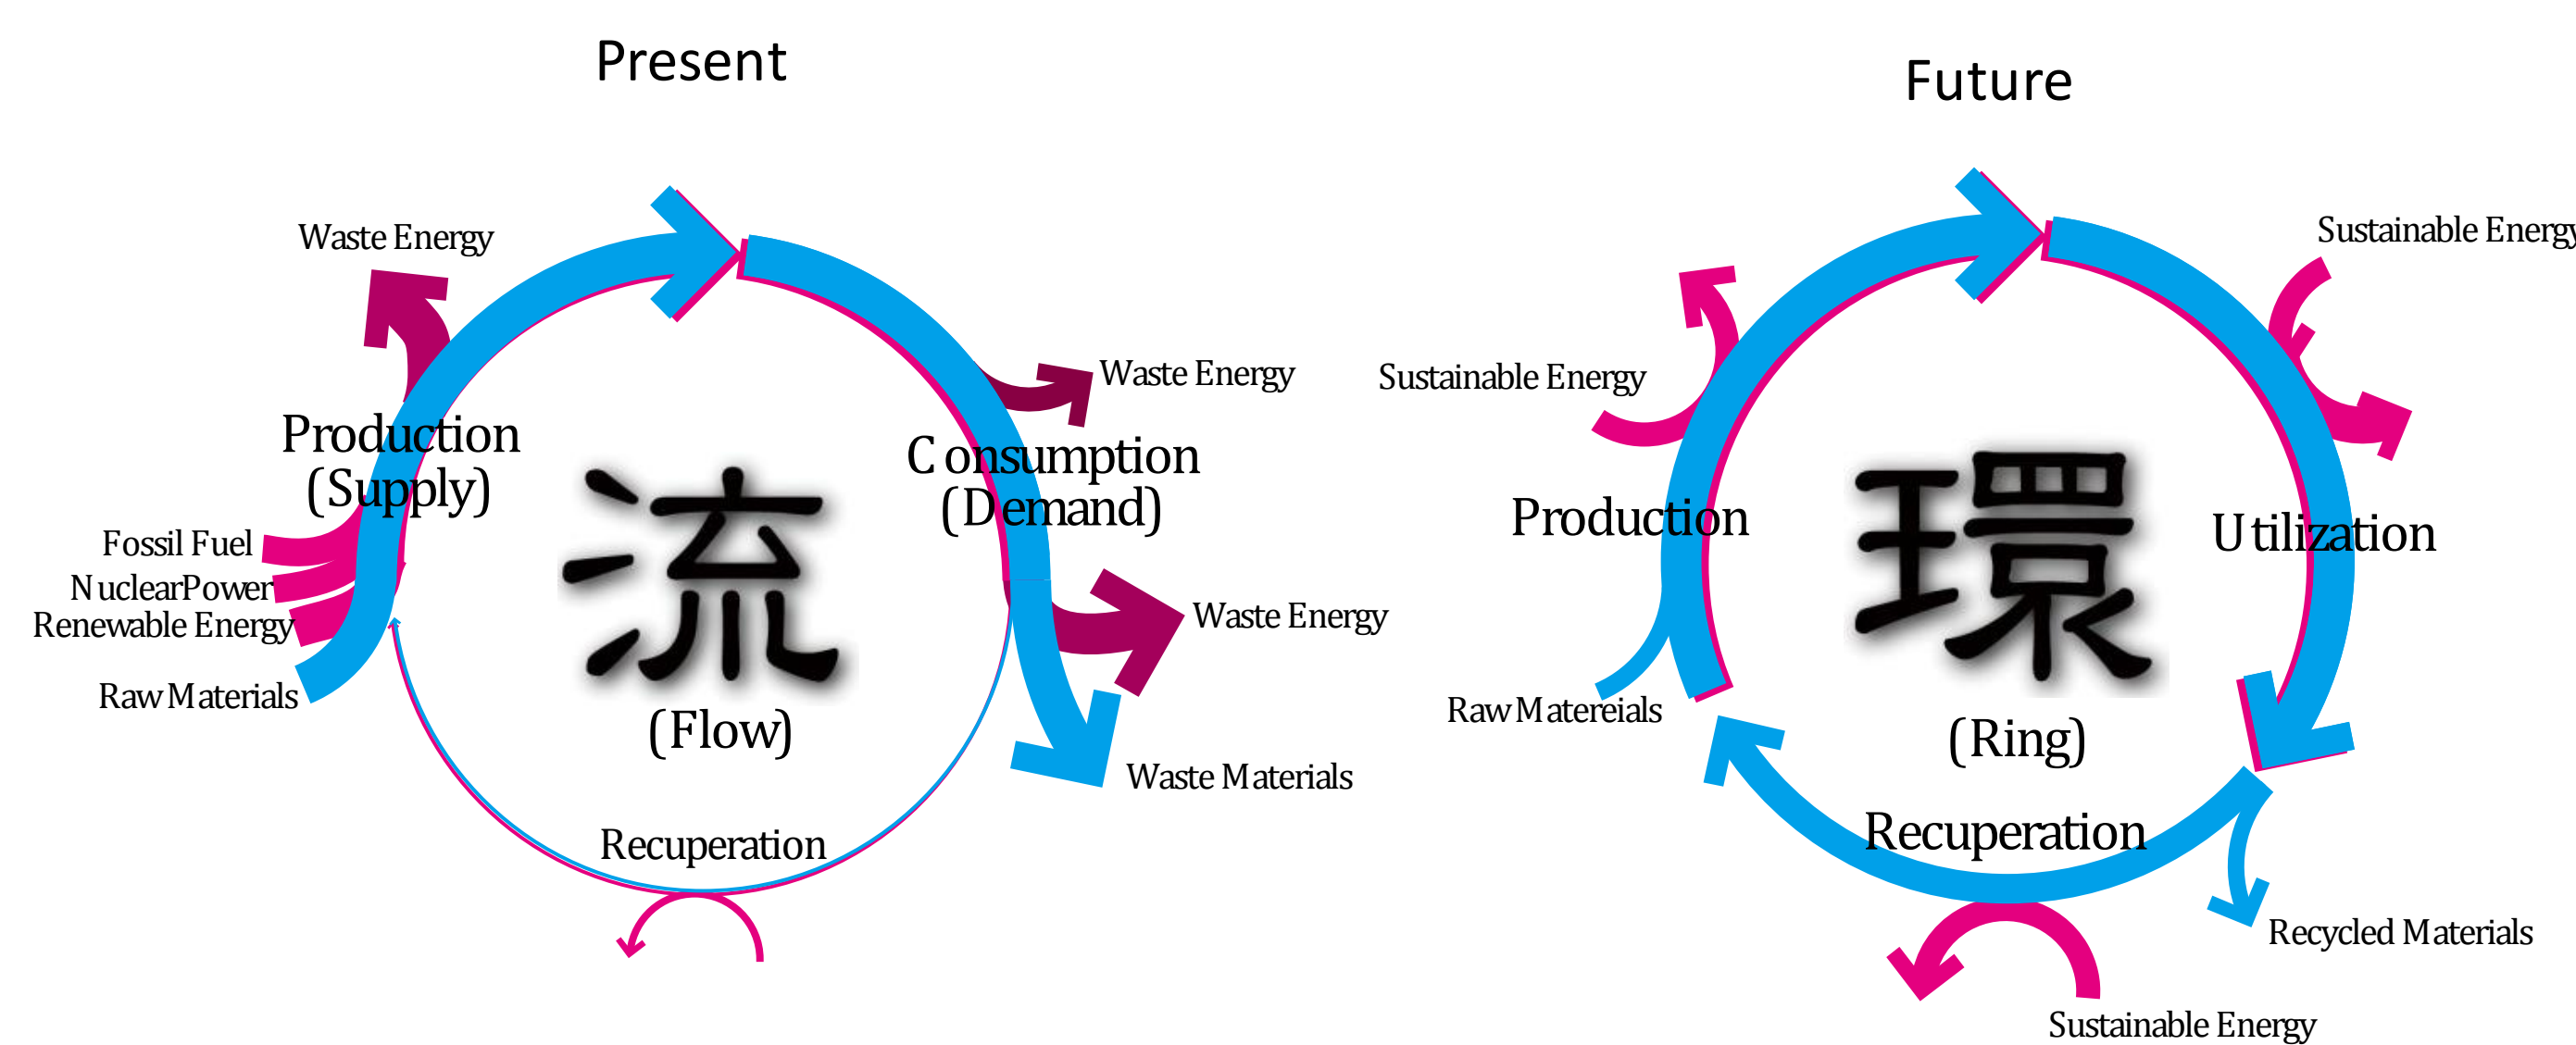 Present
Waste Energy
Waste Energy
Production
(Supply)
Consumption
(Demand)
Fossil Fuel
NuclearPower
Renewable Energy
Raw Materials
流
(Flow)
Waste Energy
Waste Materials
Recuperation
Future
Sustainable Energy
Sustainable Energy
Production
Utilization
環
(Ring)
Raw Matereials
Recuperation
Recycled Materials
Sustainable Energy